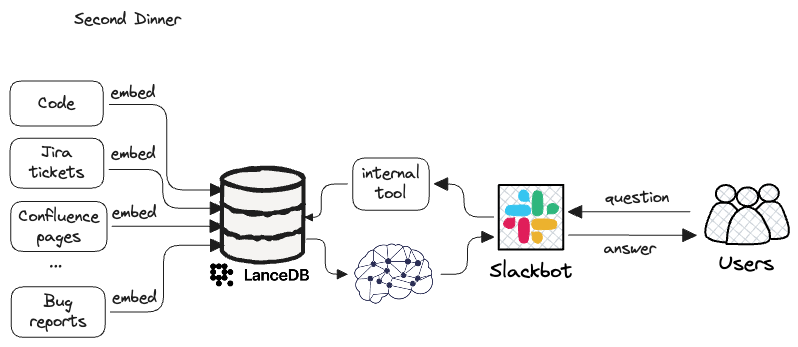 Second Dinner
Code
embed
Jira
tickets
embed
Confluence
pages
embed
...
Bug
reports
embed
LanceDB
internal
tool
Slackbot
question
answer
Users